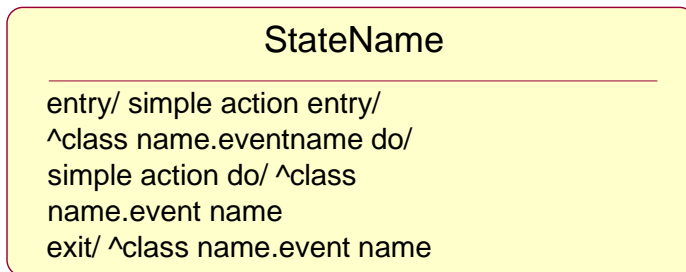 StateName
entry/ simple action entry/
^class name.eventname do/
simple action do/ ^class
name.event name
exit/ ^class name.event name